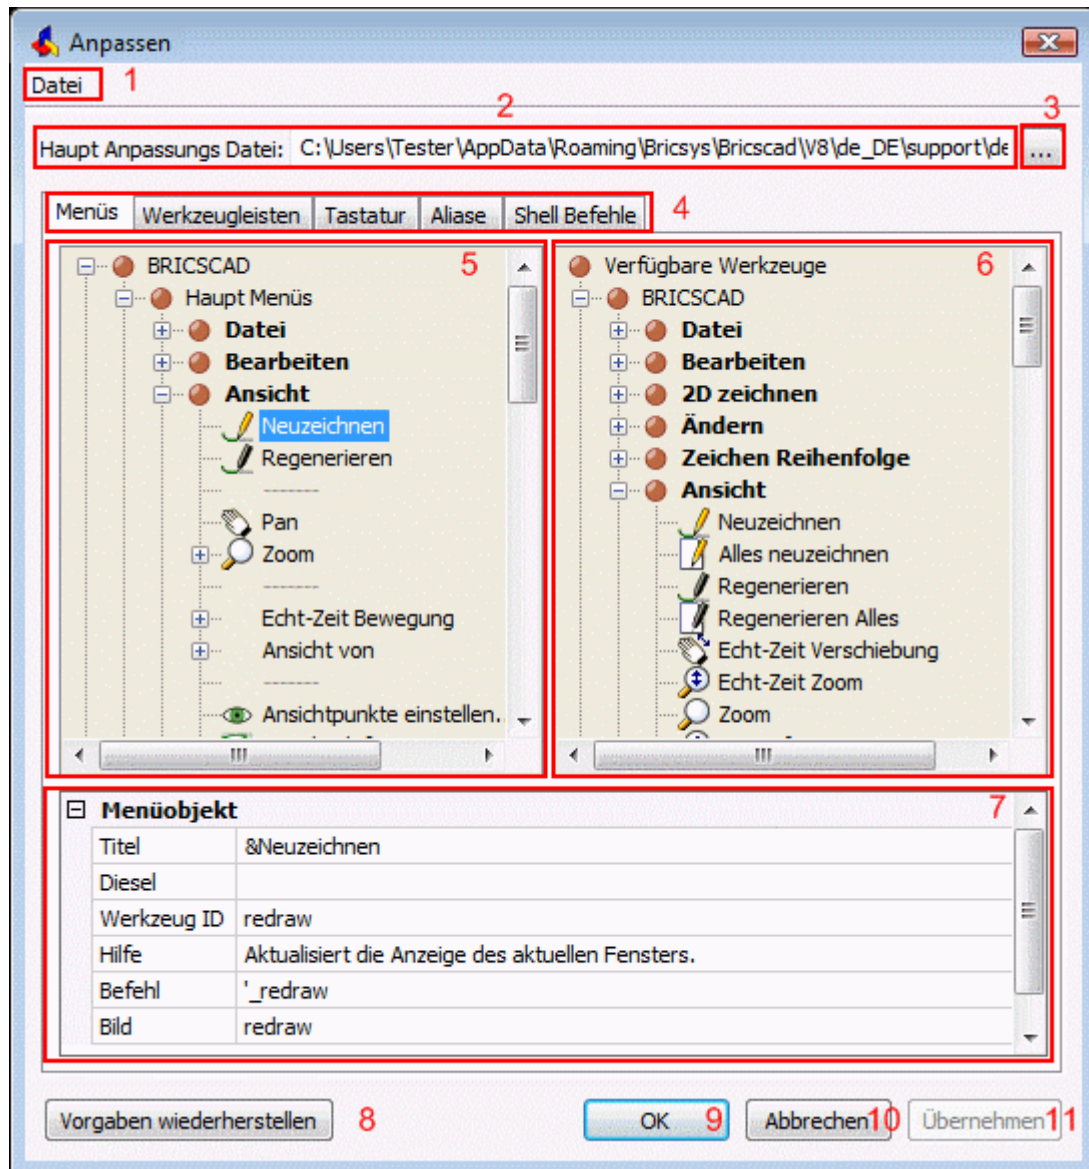 Anpassen
Datei 1
2 3
Haupt Anpassungs Datei: C:\Users\Tester\AppData\Roaming\Bricsys\Bricscad\V8\de_DE\support\de ...
Menüs Werkzeugleisten Tastatur Aliase Shell Befehle 4
BRICSCAD 5
Haupt Menüs
Datei
Bearbeiten
Ansicht
Neuzeichnen
Regenerieren
-------
Pan
Zoom
-------
Echt-Zeit Bewegung
Ansicht von
-------
Ansichtpunkte einstellen.
Verfügbare Werkzeuge 6
BRICSCAD
Datei
Bearbeiten
2D zeichnen
Ändern
Zeichen Reihenfolge
Ansicht
Neuzeichnen
Alles neuzeichnen
Regenerieren
Regenerieren Alles
Echt-Zeit Verschiebung
Echt-Zeit Zoom
Zoom
Menüobjekt 7
Titel &Neuzeichnen
Diesel
Werkzeug ID redraw
Hilfe Aktualisiert die Anzeige des aktuellen Fensters.
Befehl '_redraw
Bild redraw
Vorgaben wiederherstellen 8 OK 9 Abbrechen 10 Übernehmen 11